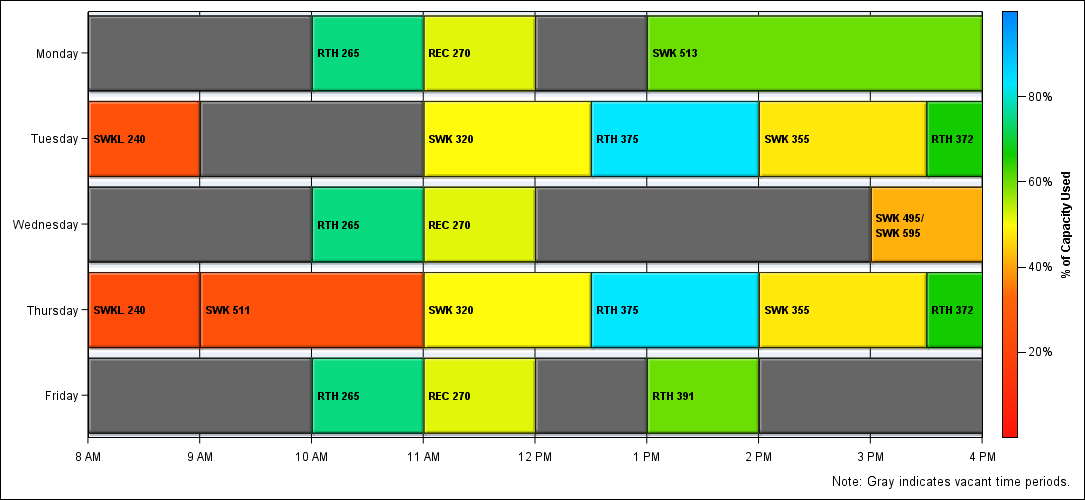 Monday
RTH 265
REC 270
SWK 513
Tuesday
SWKL 240
SWK 320
RTH 375
SWK 355
RTH 372
Wednesday
RTH 265
REC 270
SWK 495/
SWK 595
Thursday
SWKL 240
SWK 511
SWK 320
RTH 375
SWK 355
RTH 372
Friday
RTH 265
REC 270
RTH 391
8 AM
9 AM
10 AM
11 AM
12 PM
1 PM
2 PM
3 PM
4 PM
80%
60%
40%
20%
% of Capacity Used
Note: Gray indicates vacant time periods.